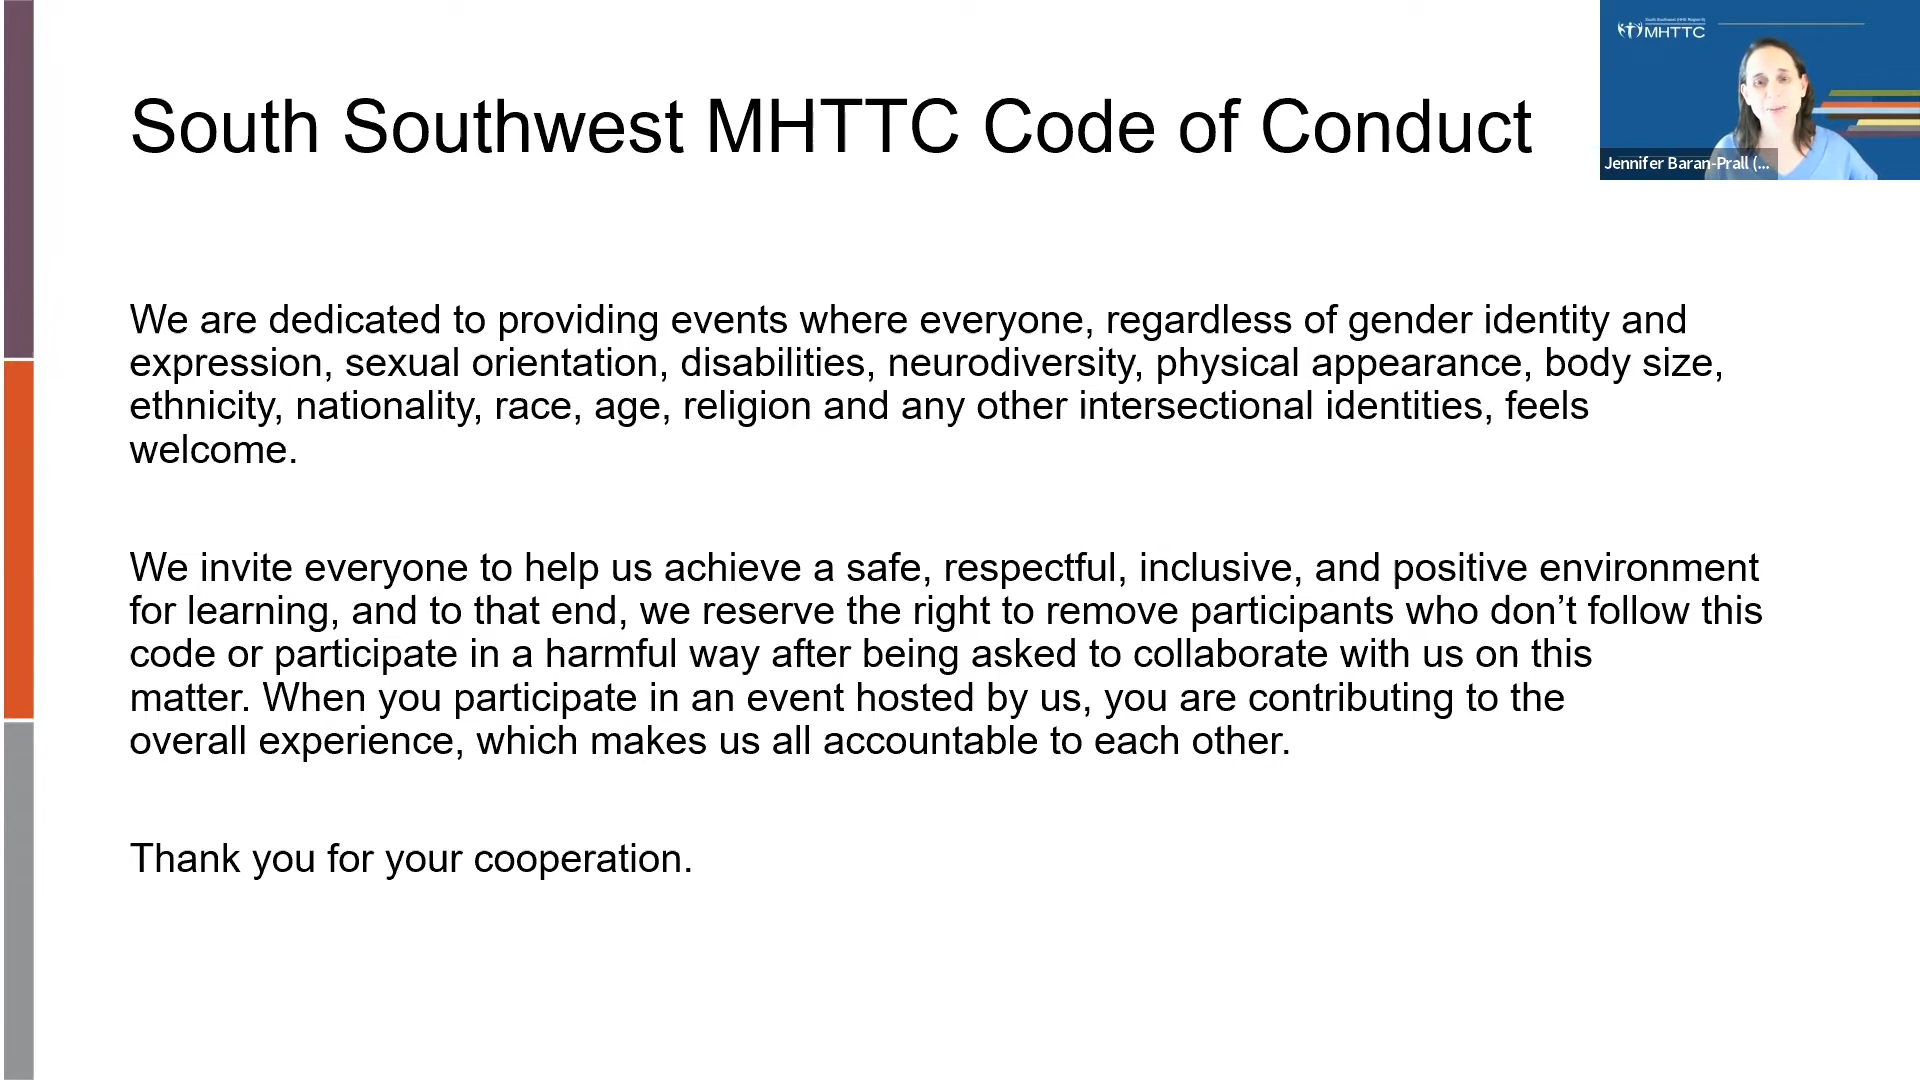 South Southwest MHTTC Code of Conduct
South Southwest (HHS Region 6)
MHTTC
Jennifer Baran-Prall (...
We are dedicated to providing events where everyone, regardless of gender identity and
expression, sexual orientation, disabilities, neurodiversity, physical appearance, body size,
ethnicity, nationality, race, age, religion and any other intersectional identities, feels
welcome.
We invite everyone to help us achieve a safe, respectful, inclusive, and positive environment
for learning, and to that end, we reserve the right to remove participants who don’t follow this
code or participate in a harmful way after being asked to collaborate with us on this
matter. When you participate in an event hosted by us, you are contributing to the
overall experience, which makes us all accountable to each other.
Thank you for your cooperation.